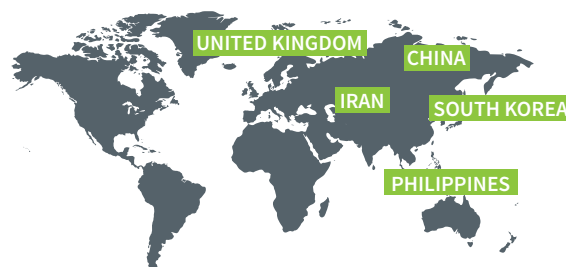 UNITED KINGDOM
CHINA
IRAN
SOUTH KOREA
PHILIPPINES